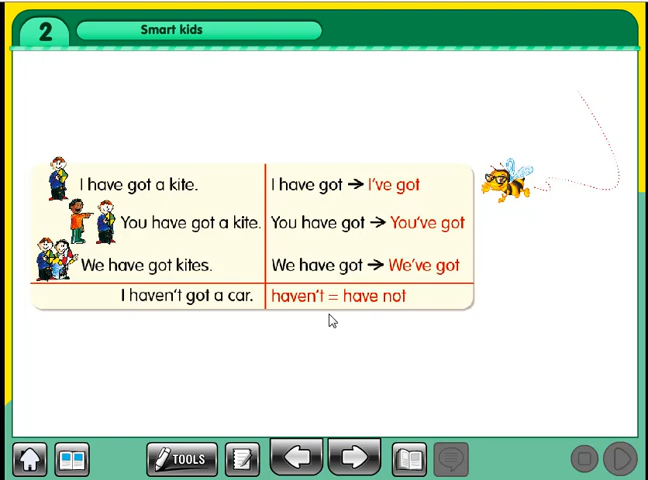 2 Smart kids
I have got a kite. I have got → I've got
You have got a kite. You have got → You've got
We have got kites. We have got → We've got
I haven't got a car. haven't = have not
TOOLS